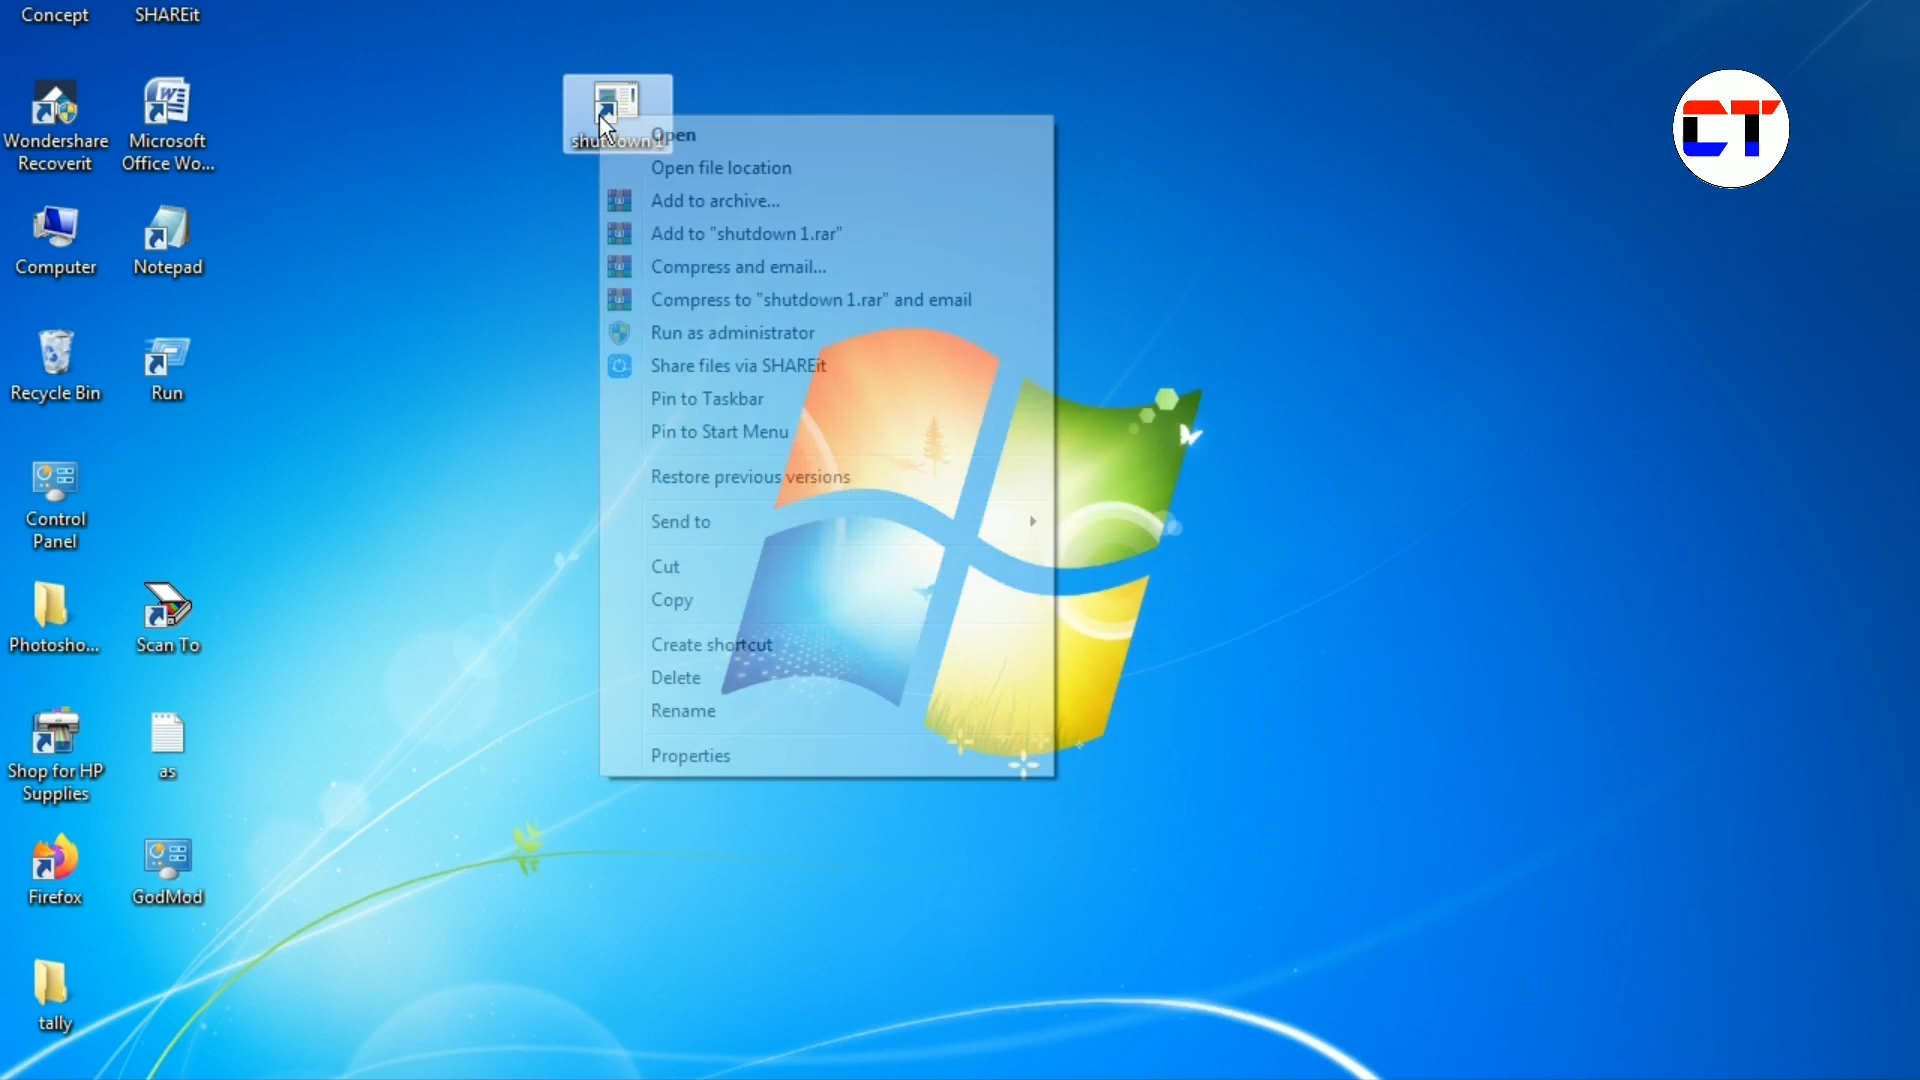 Concept
SHAREit
Wondershare
Recoverit
Microsoft
Office Wo...
Computer
Notepad
Recycle Bin
Run
Control
Panel
Photosho...
Scan To
Shop for HP
Supplies
as
Firefox
GodMod
tally
shutdown 1
Open
Open file location
Add to archive...
Add to "shutdown 1.rar"
Compress and email...
Compress to "shutdown 1.rar" and email
Run as administrator
Share files via SHAREit
Pin to Taskbar
Pin to Start Menu
Restore previous versions
Send to
Cut
Copy
Create shortcut
Delete
Rename
Properties
CT